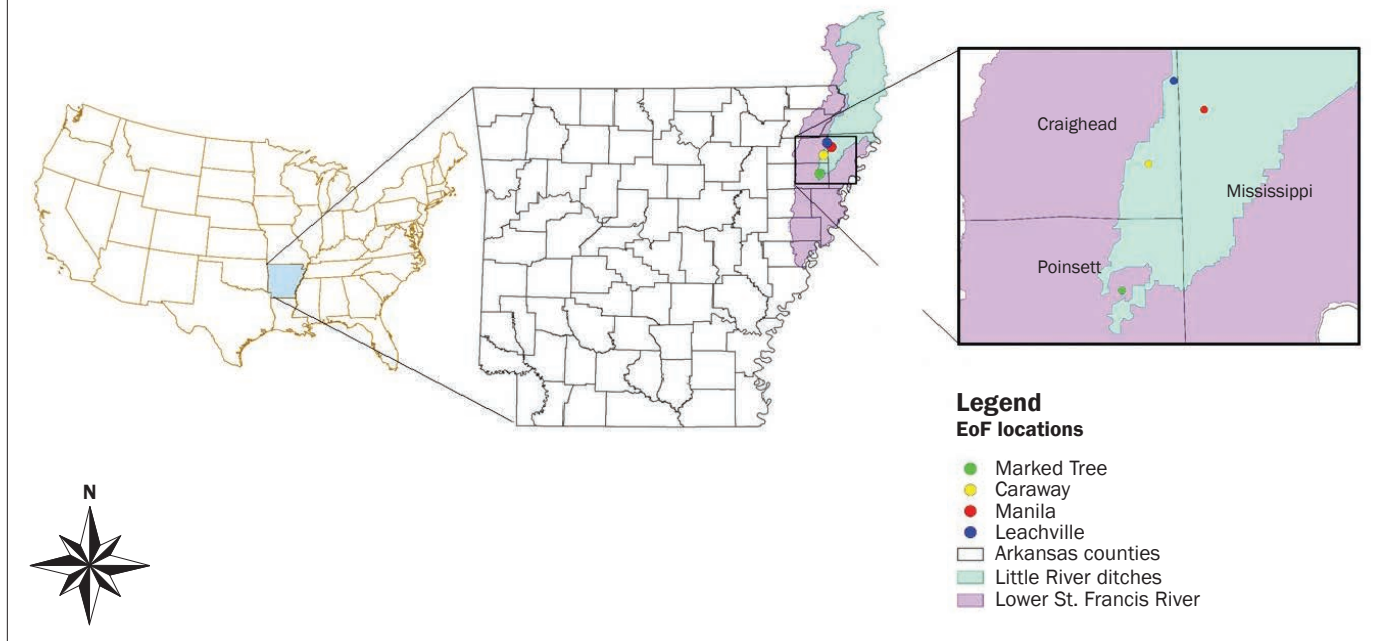 Craighead
Mississippi
Poinsett
Legend
EoF locations
Marked Tree
Caraway
Manila
Leachville
Arkansas counties
Little River ditches
Lower St. Francis River
N